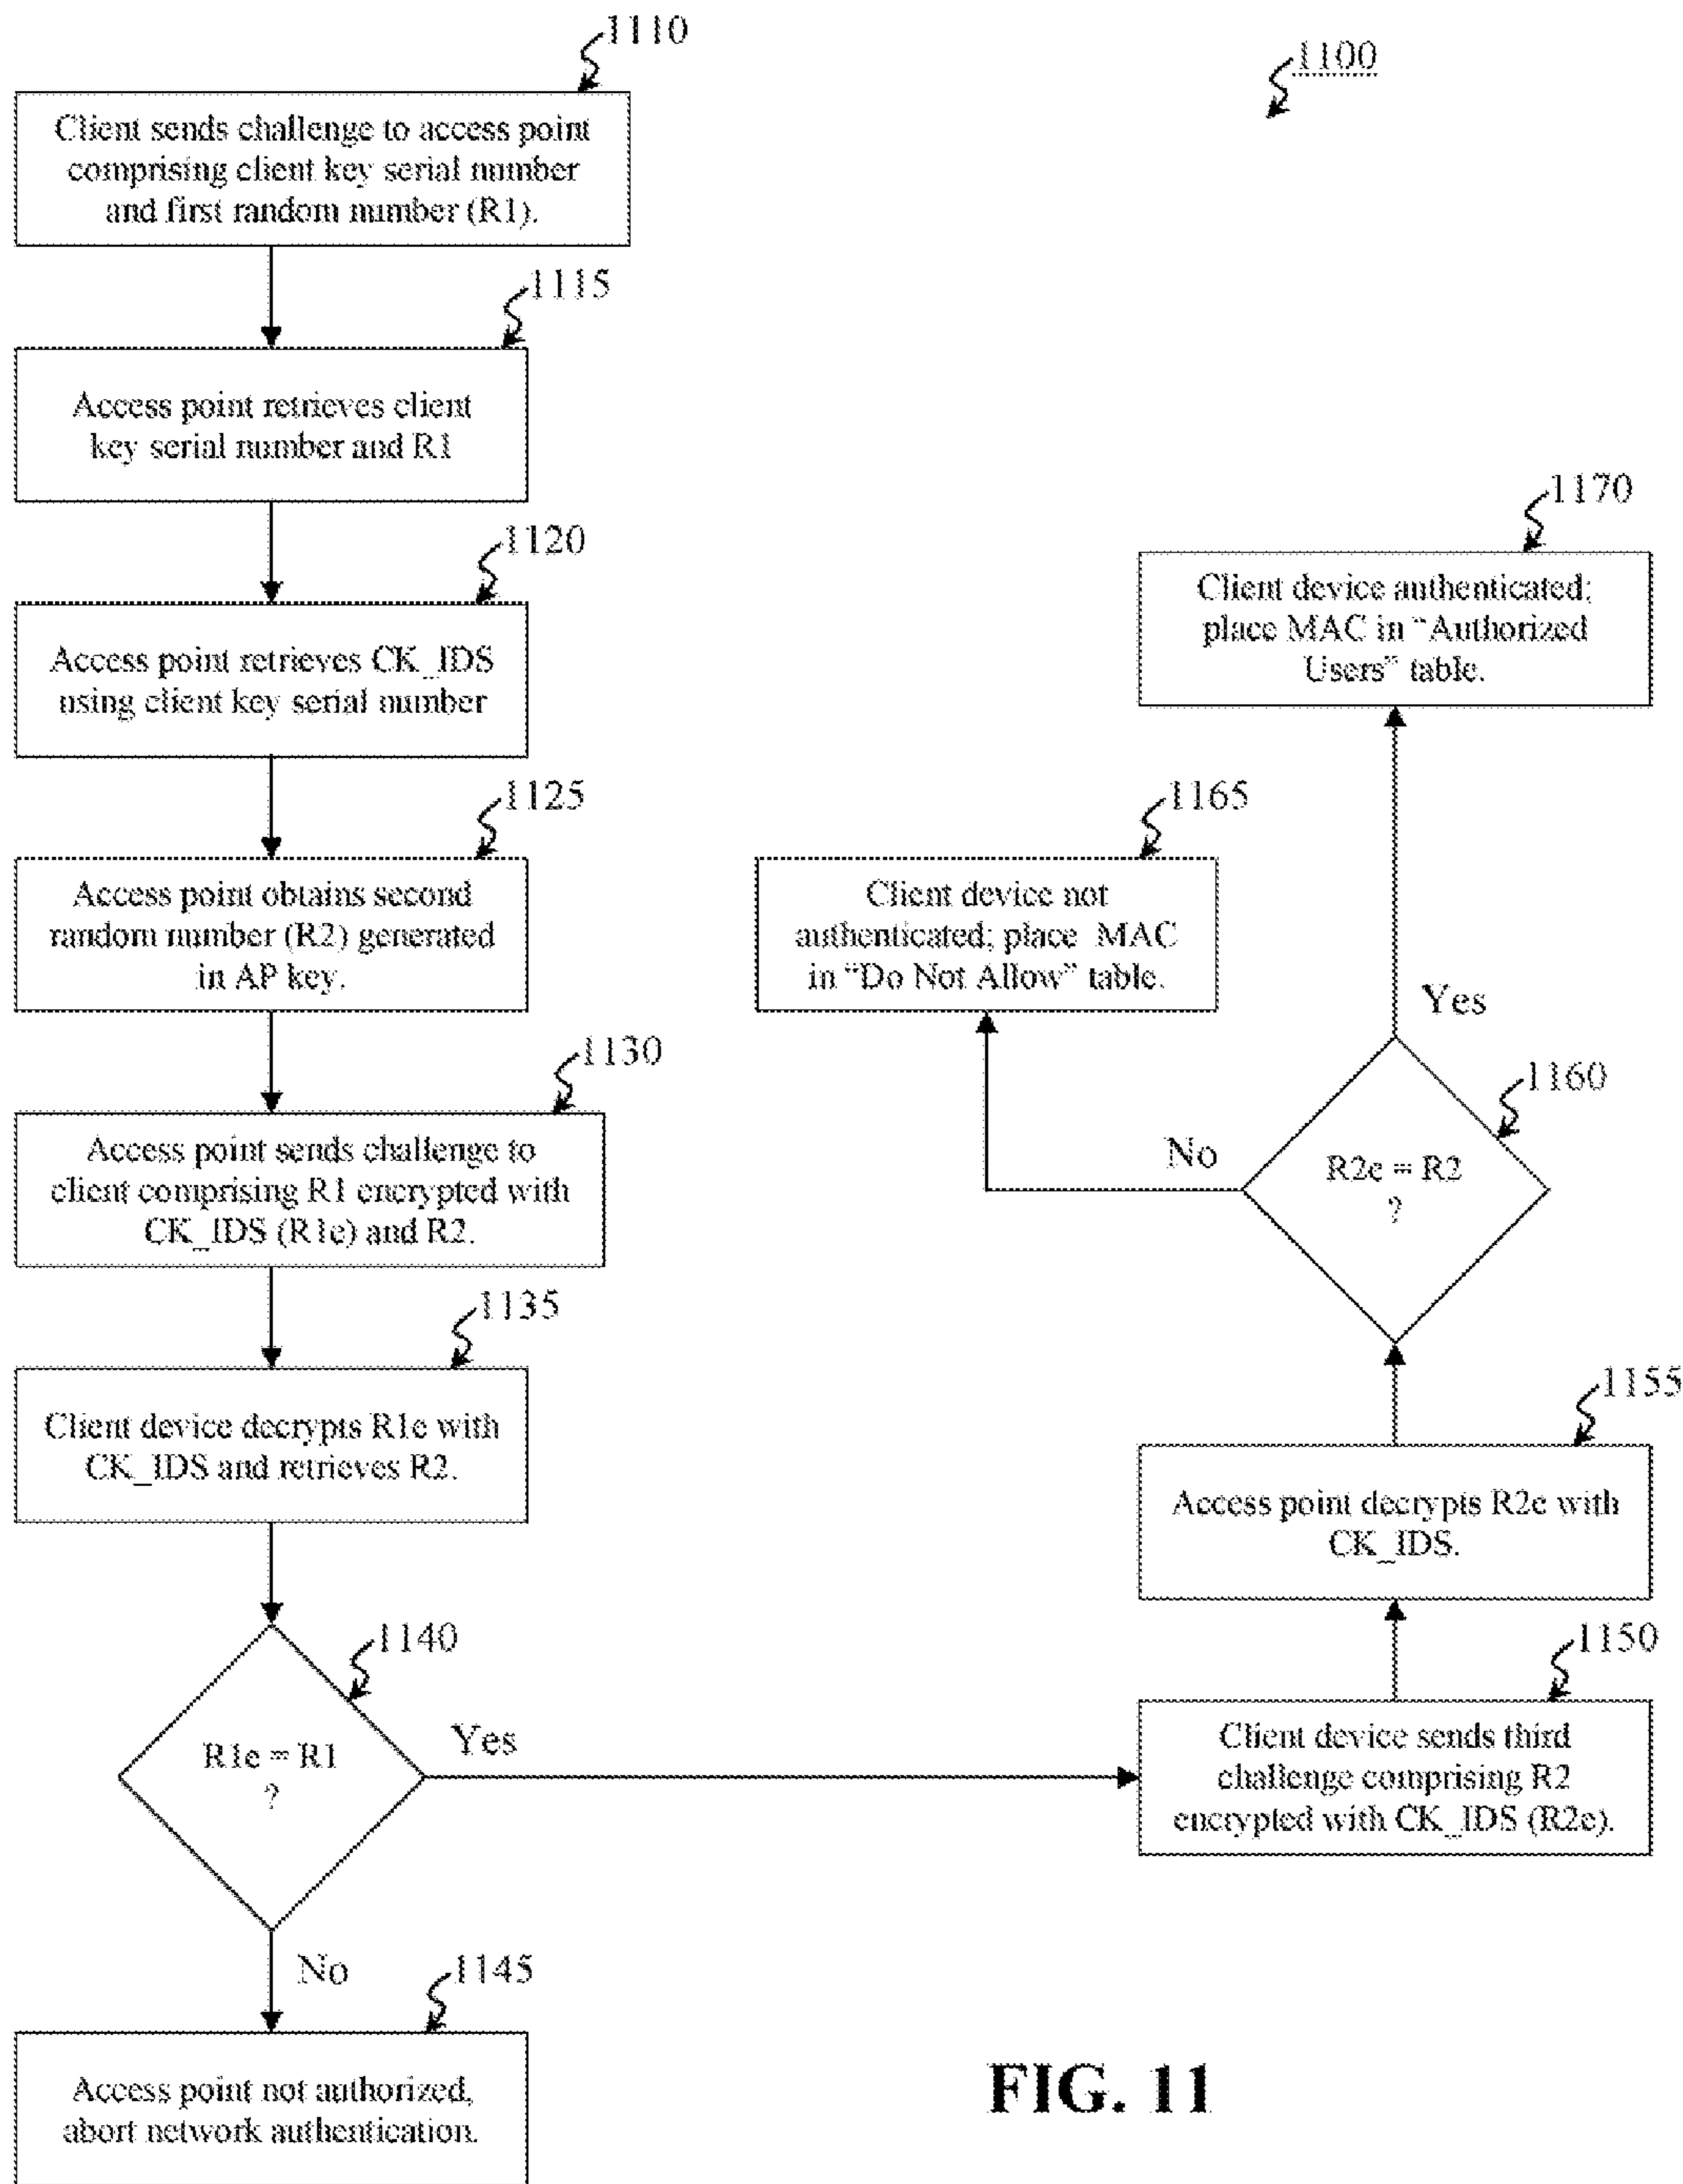 1110
1100
Client sends challenge to access point
comprising client key serial number
and first random number (R1).
1115
Access point retrieves client
key serial number and R1
1120
Access point retrieves CK_IDS
using client key serial number
1125
Access point obtains second
random number (R2) generated
in AP key.
1130
Access point sends challenge to
client comprising R1 encrypted with
CK_IDS (R1e) and R2.
1135
Client device decrypts R1e with
CK_IDS and retrieves R2.
1140
R1e = R1
?
Yes
No
1145
Access point not authorized,
abort network authentication.
1150
Client device sends third
challenge comprising R2
encrypted with CK_IDS (R2e).
1155
Access point decrypts R2e with
CK_IDS.
1160
R2e = R2
?
No
Yes
1165
Client device not
authenticated; place MAC
in “Do Not Allow” table.
1170
Client device authenticated;
place MAC in “Authorized
Users” table.
FIG. 11